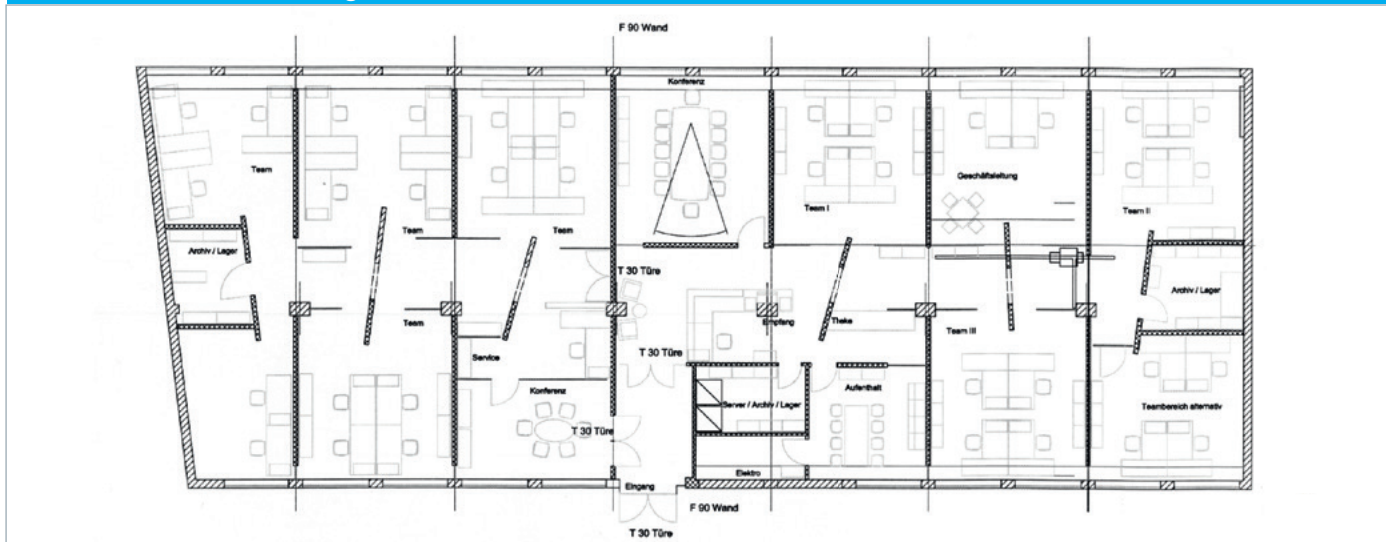 F 90 Wand
Konferenz
Team
Geschäftsleitung
Team
Team
Team I
Team II
Archiv / Lager
T 30 Türe
Archiv / Lager
Team
Empfang
Theke
Team III
Service
T 30 Türe
Konferenz
Aufenthalt
Server / Archiv / Lager
Teambereich alternativ
T 30 Türe
Elektro
Eingang
F 90 Wand
T 30 Türe